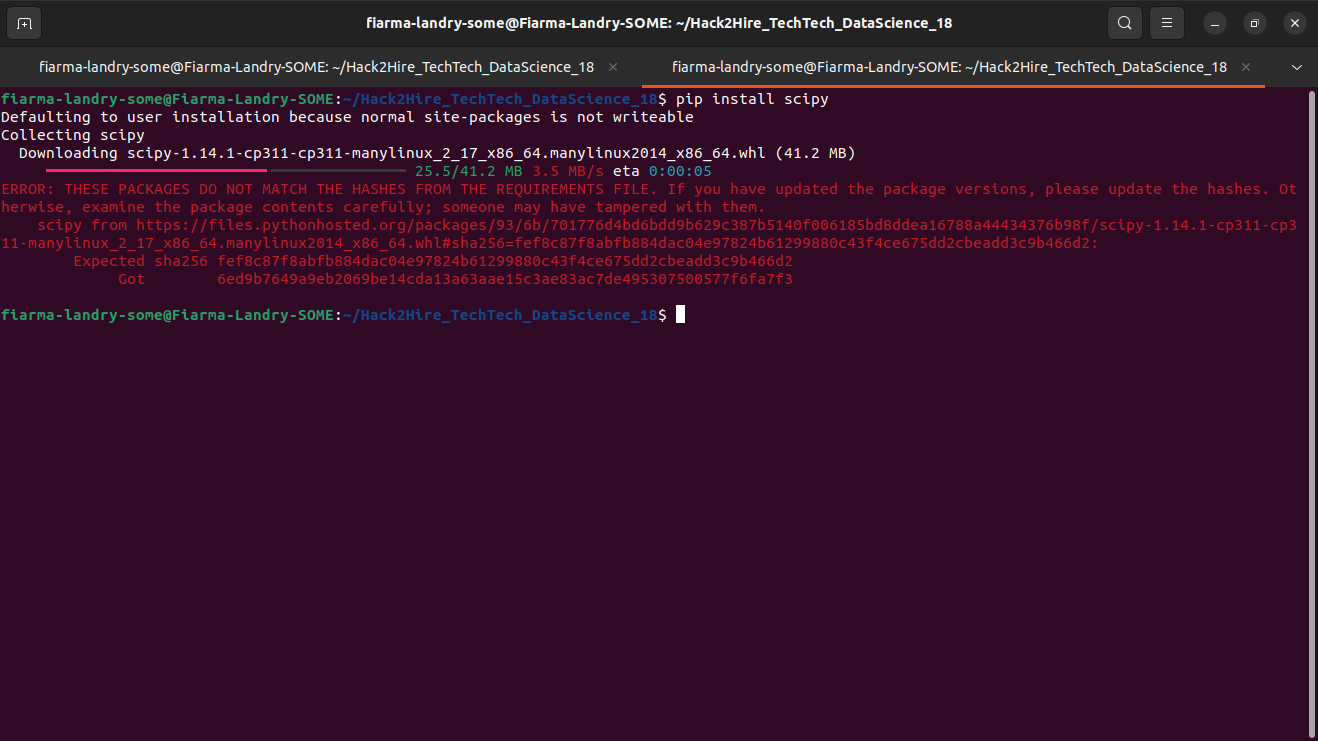 fiarma-landry-some@Fiarma-Landry-SOME: ~/Hack2Hire_TechTech_DataScience_18
fiarma-landry-some@Fiarma-Landry-SOME: ~/Hack2Hire_TechTech_DataScience_18
fiarma-landry-some@Fiarma-Landry-SOME: ~/Hack2Hire_TechTech_DataScience_18
fiarma-landry-some@Fiarma-Landry-SOME:~/Hack2Hire_TechTech_DataScience_18$ pip install scipy
Defaulting to user installation because normal site-packages is not writeable
Collecting scipy
  Downloading scipy-1.14.1-cp311-cp311-manylinux_2_17_x86_64.manylinux2014_x86_64.whl (41.2 MB)
25.5/41.2 MB 3.5 MB/s eta 0:00:05
ERROR: THESE PACKAGES DO NOT MATCH THE HASHES FROM THE REQUIREMENTS FILE. If you have updated the package versions, please update the hashes. Ot
herwise, examine the package contents carefully; someone may have tampered with them.
    scipy from https://files.pythonhosted.org/packages/93/6b/701776d4bd6bdd9b629c387b5140f006185bd8ddea16788a44434376b98f/scipy-1.14.1-cp311-cp3
11-manylinux_2_17_x86_64.manylinux2014_x86_64.whl#sha256=fef8c87f8abfb884dac04e97824b61299880c43f4ce675dd2cbeadd3c9b466d2:
        Expected sha256 fef8c87f8abfb884dac04e97824b61299880c43f4ce675dd2cbeadd3c9b466d2
             Got        6ed9b7649a9eb2069be14cda13a63aae15c3ae83ac7de495307500577f6fa7f3
fiarma-landry-some@Fiarma-Landry-SOME:~/Hack2Hire_TechTech_DataScience_18$